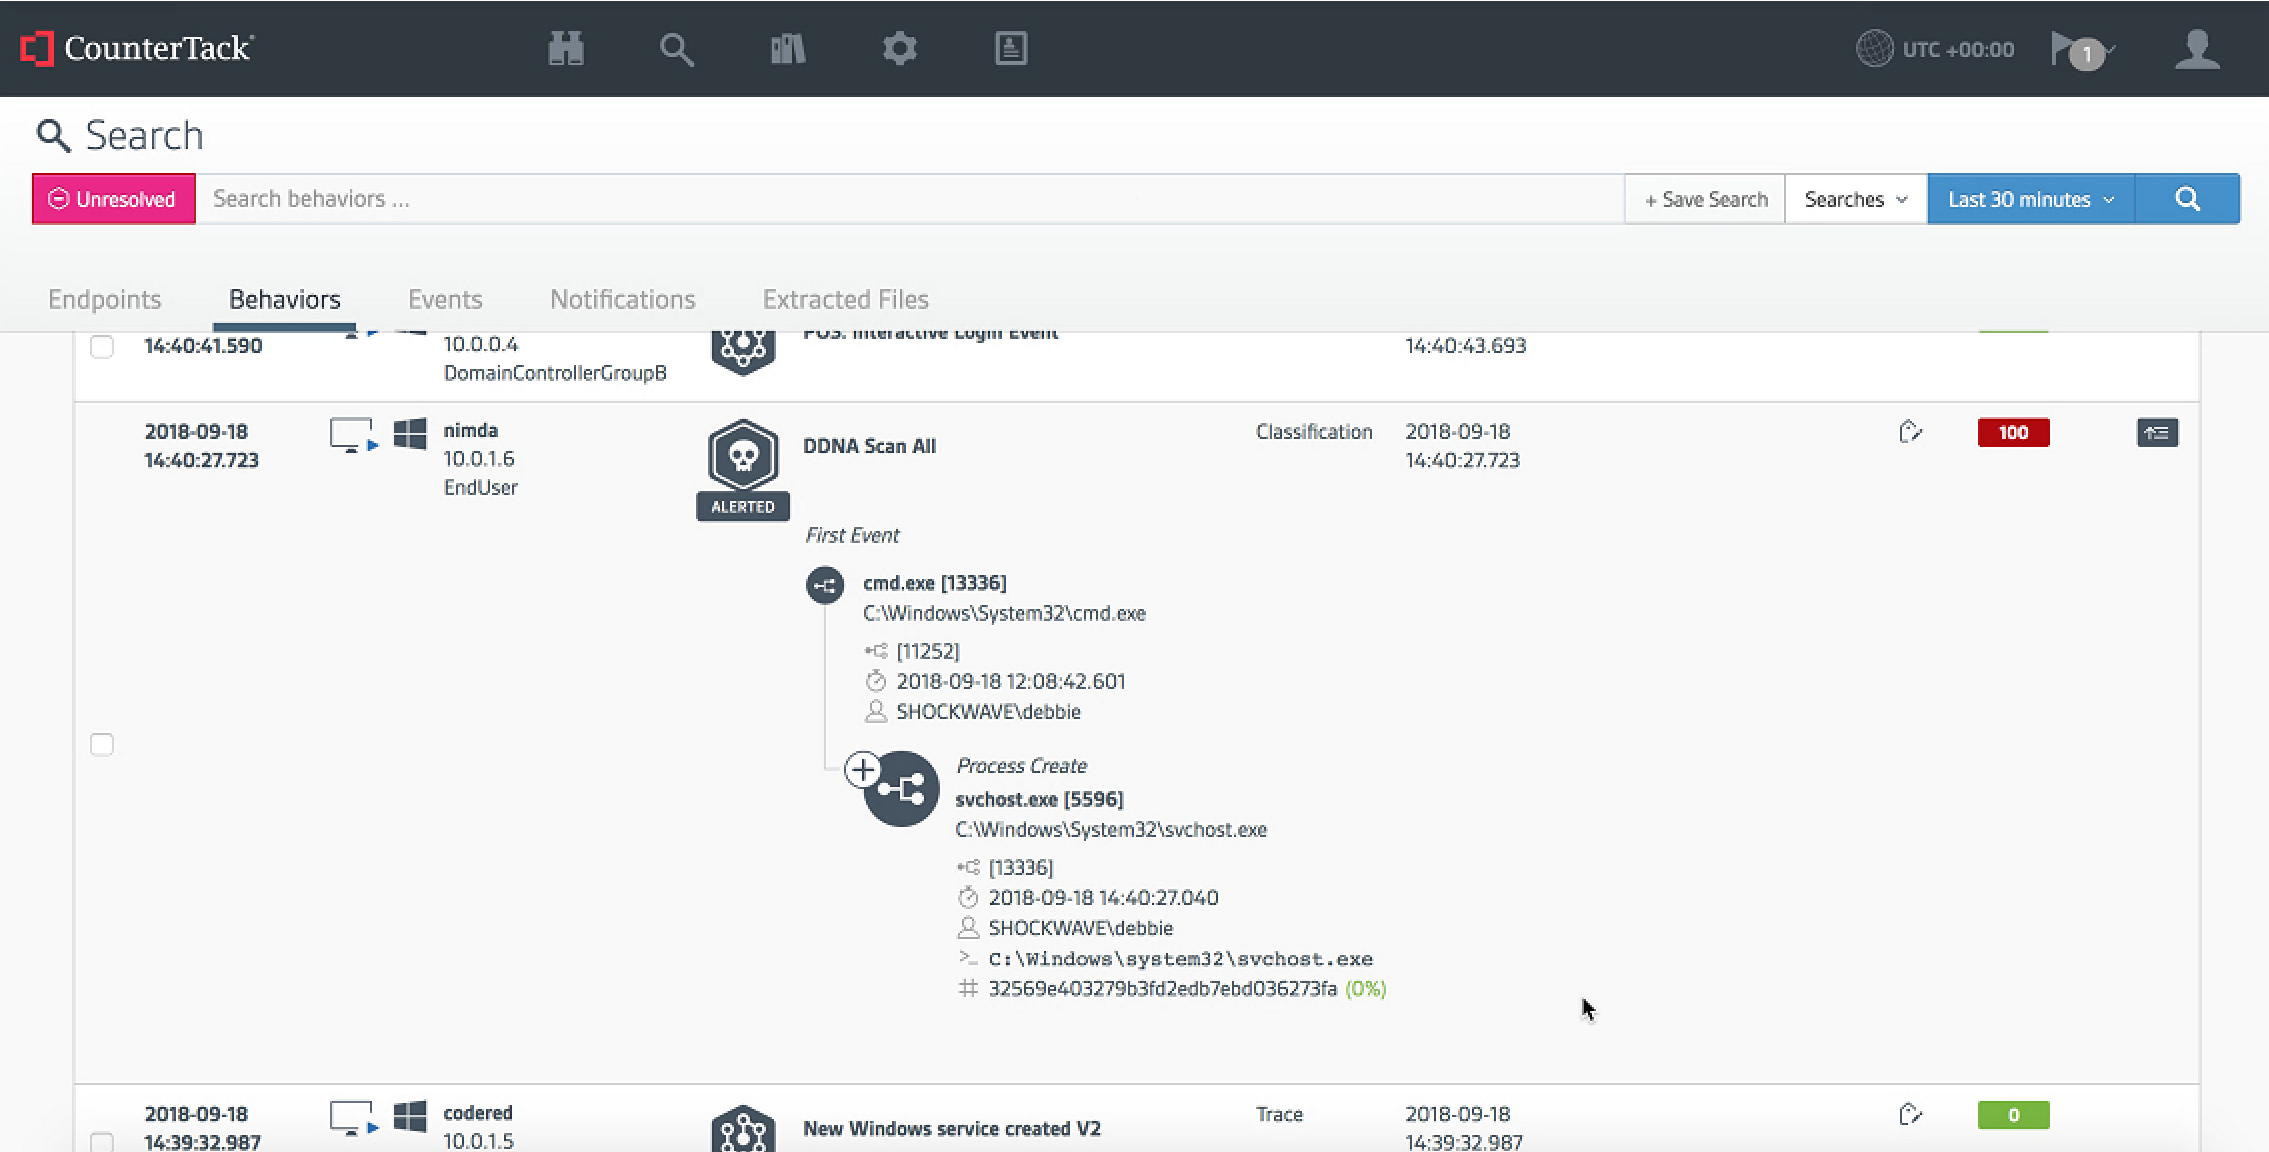 CounterTack
UTC +00:00
1
Search
Unresolved
Search behaviors ...
+ Save Search
Searches
Last 30 minutes
Endpoints
Behaviors
Events
Notifications
Extracted Files
14:40:41.590
10.0.0.4
DomainControllerGroupB
POS: Interactive Login Event
14:40:43.693
2018-09-18
14:40:27.723
nimda
10.0.1.6
EndUser
ALERTED
DDNA Scan All
Classification
2018-09-18
14:40:27.723
100
First Event
cmd.exe [13336]
C:\Windows\System32\cmd.exe
[11252]
2018-09-18 12:08:42.601
SHOCKWAVE\debbie
Process Create
svchost.exe [5596]
C:\Windows\System32\svchost.exe
[13336]
2018-09-18 14:40:27.040
SHOCKWAVE\debbie
>_ C:\Windows\system32\svchost.exe
# 32569e403279b3fd2edb7ebd036273fa (0%)
2018-09-18
14:39:32.987
codered
10.0.1.5
New Windows service created V2
Trace
2018-09-18
14:39:32.987
0